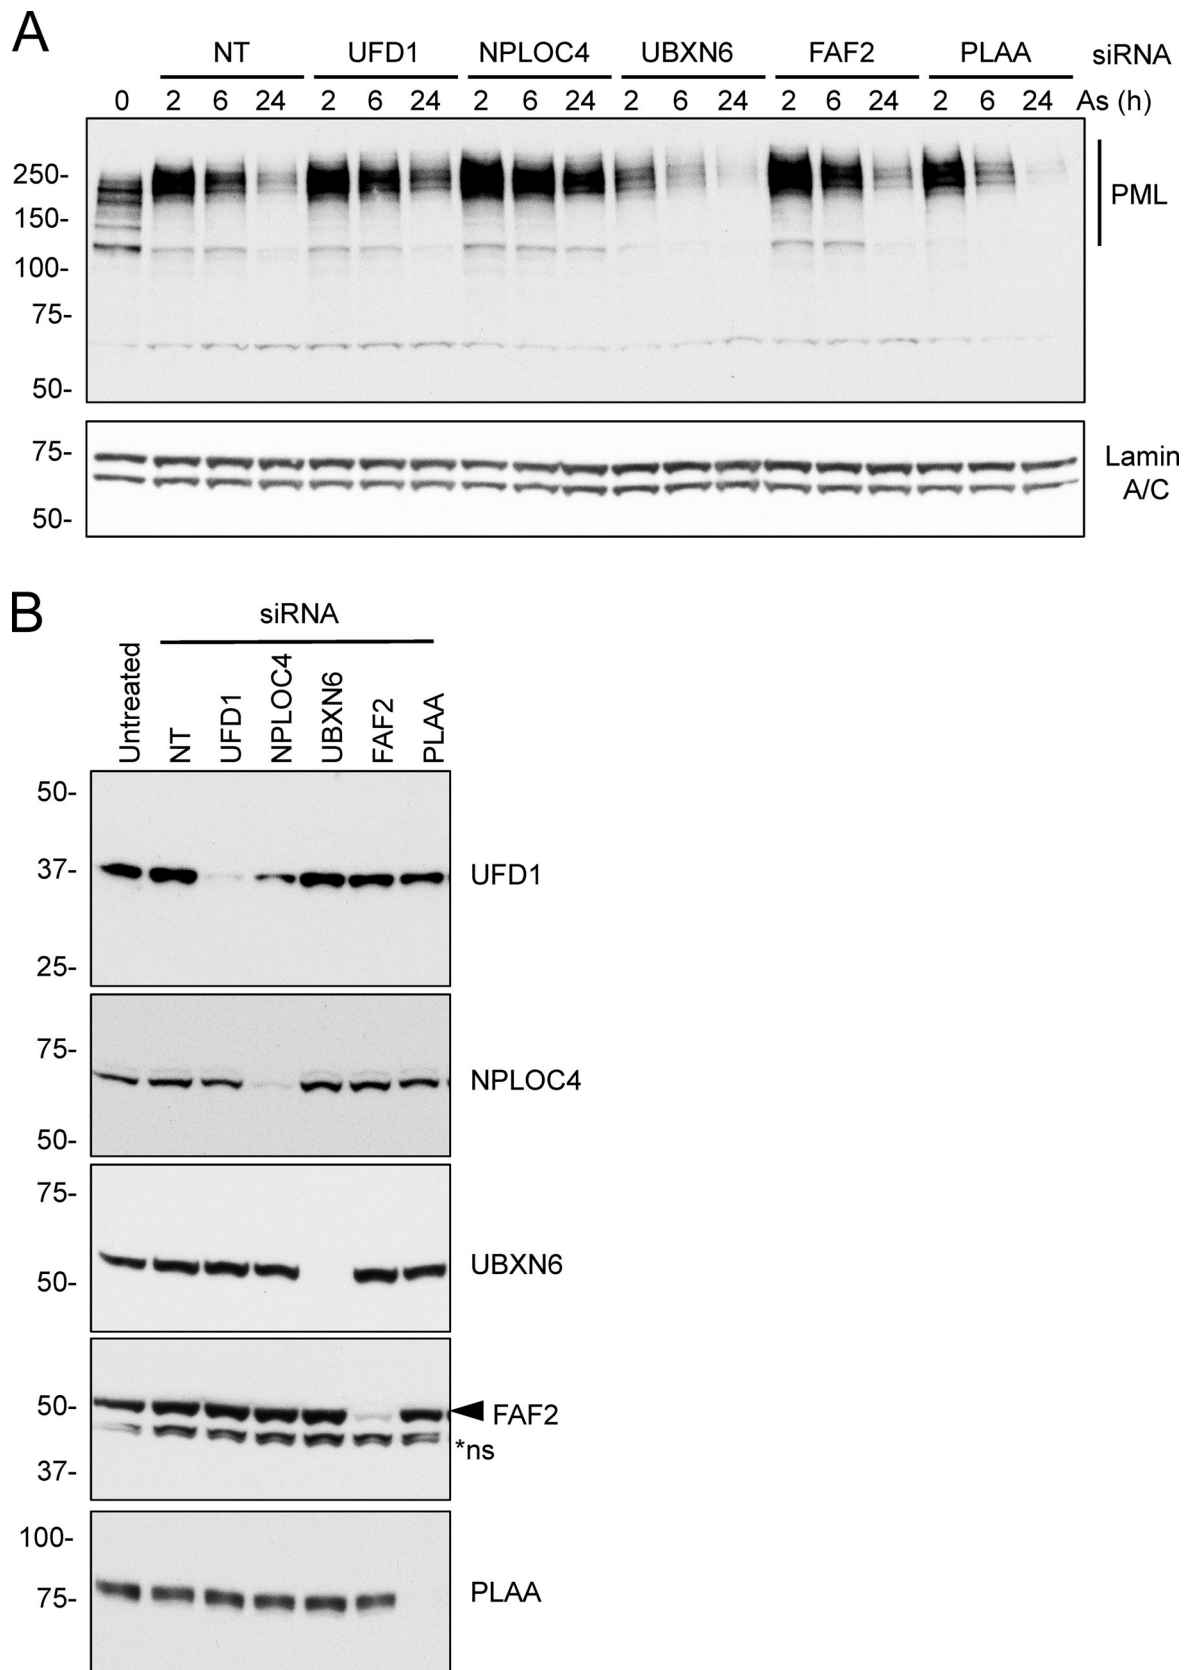 A
NT UFD1 NPLOC4 UBXN6 FAF2 PLAA siRNA
0 2 6 24 2 6 24 2 6 24 2 6 24 2 6 24 2 6 24 As (h)
250-
150-
100-
75-
50-
PML
75-
50-
Lamin
A/C
B
siRNA
Untreated
NT
UFD1
NPLOC4
UBXN6
FAF2
PLAA
50-
37-
25-
UFD1
75-
50-
NPLOC4
75-
50-
UBXN6
50-
37-
FAF2
*ns
100-
75-
PLAA